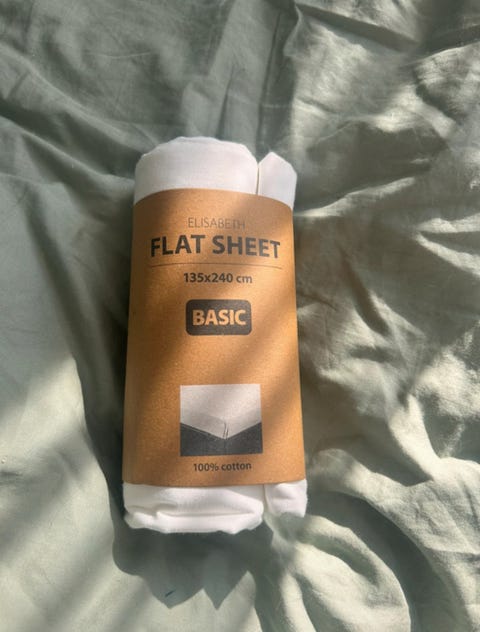 ELISABETH
FLAT SHEET
135x240 cm
BASIC
100% cotton